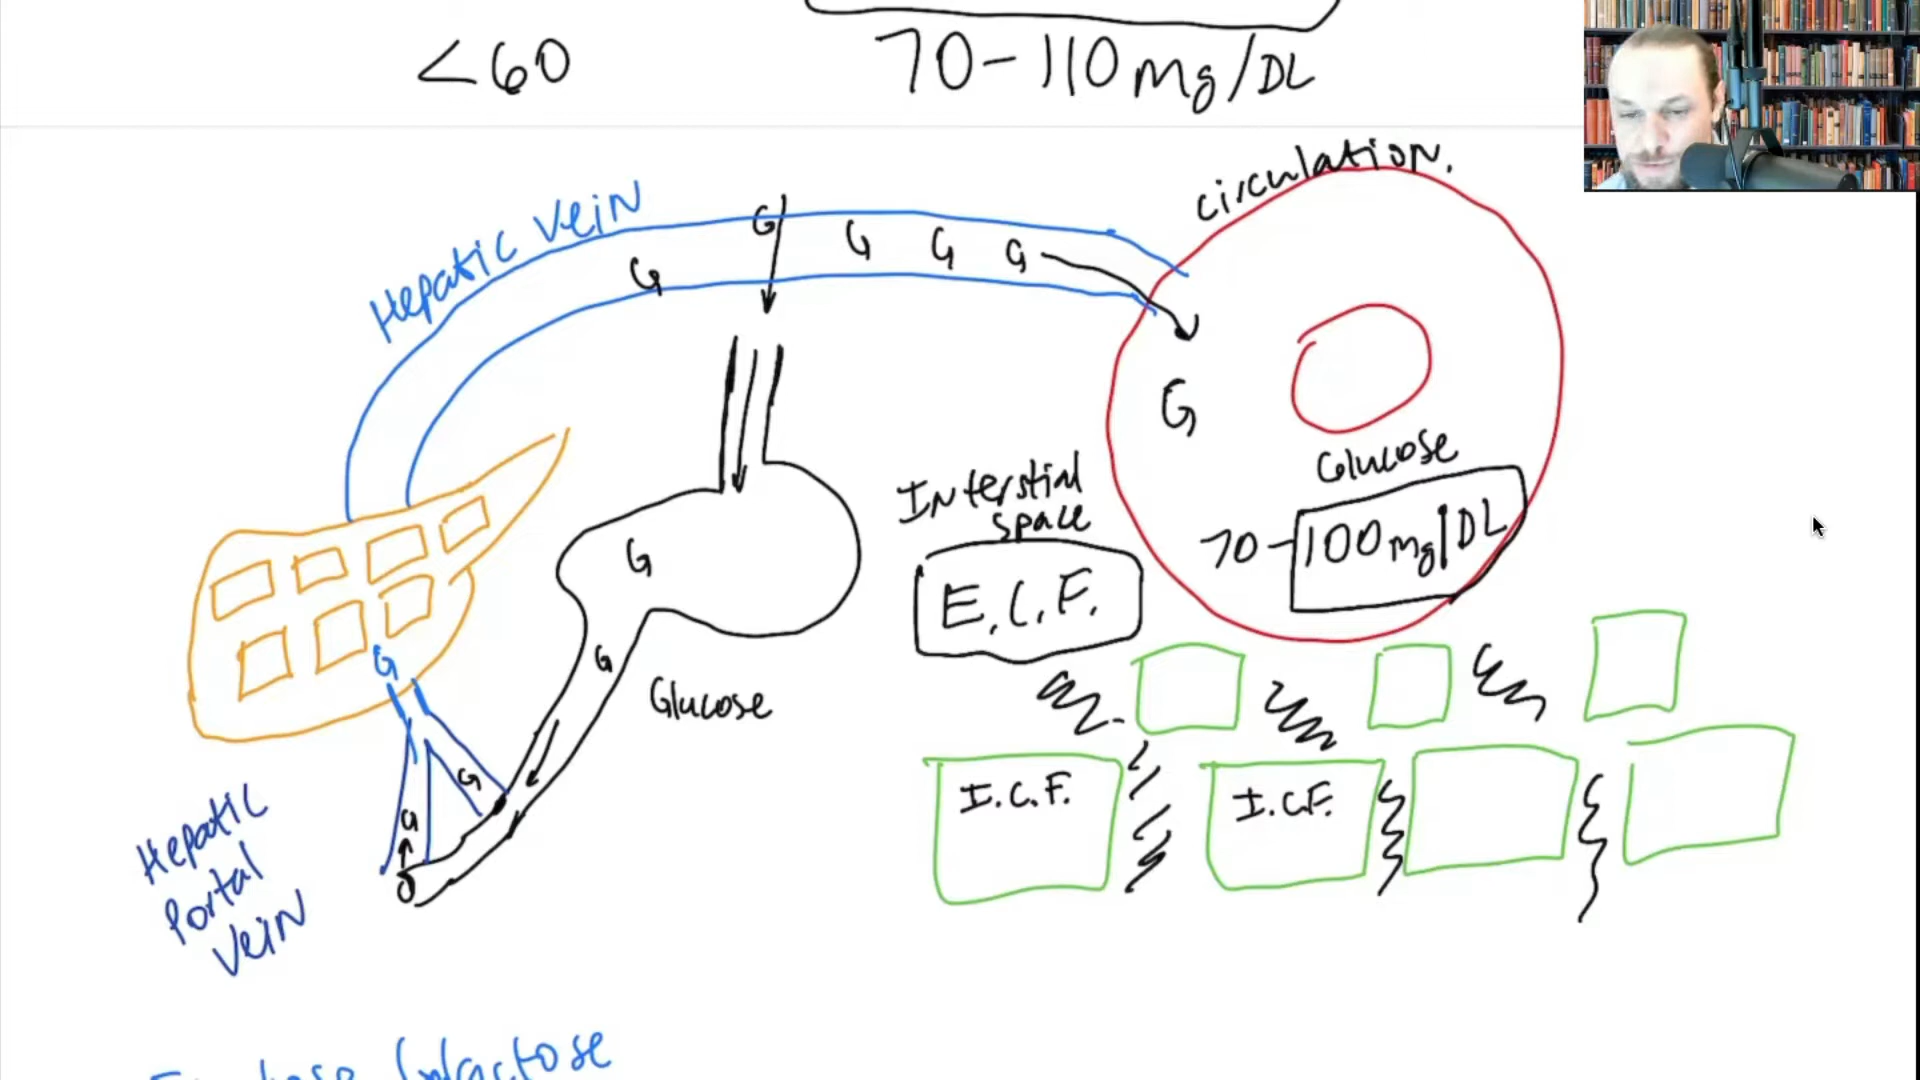 <60
70-110 mg/DL
circulation.
Hepatic Vein
G
G
G
G
G
G
Glucose
70-100 mg/DL
Interstial
space
E.C.F.
G
G
G
Glucose
G
G
I.C.F.
I.C.F.
Hepatic
Portal
Vein
Galactose